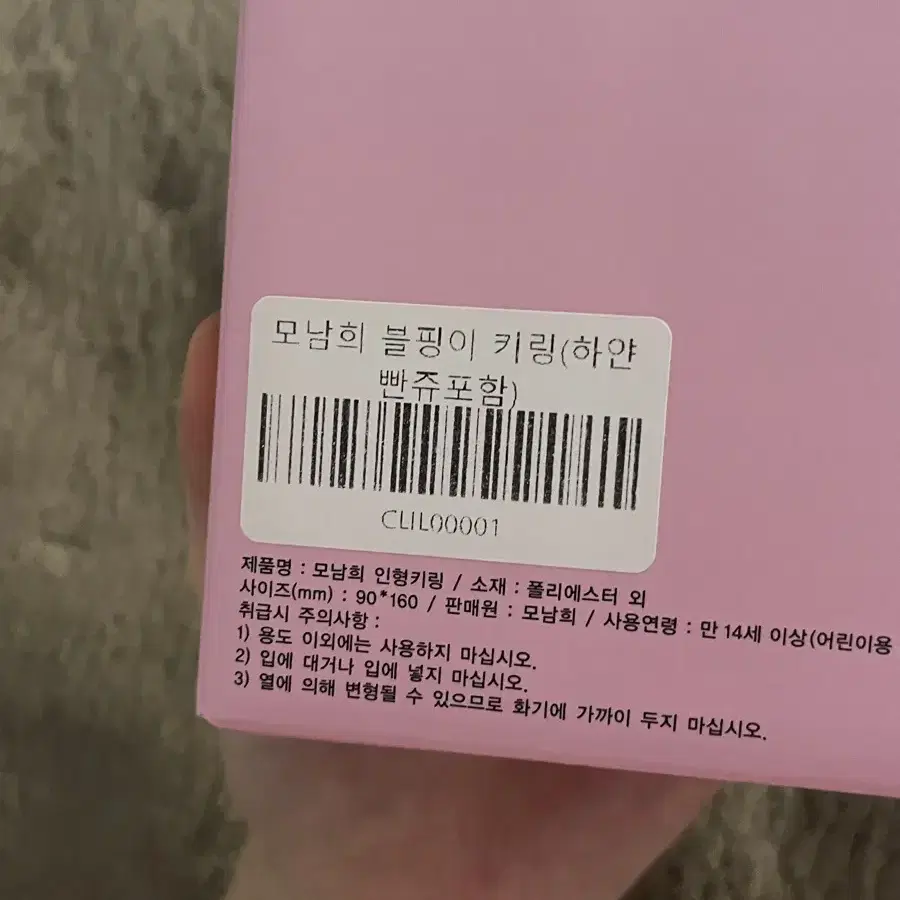 모남희 블핑이 키링(하얀
빤쮸포함)
CLIL00001
제품명 : 모남희 인형키링 / 소재 : 폴리에스터 외
사이즈(mm) : 90*160 / 판매원 : 모남희 / 사용연령 : 만 14세 이상(어린이용
취급시 주의사항 :
1) 용도 이외에는 사용하지 마십시오.
2) 입에 대거나 입에 넣지 마십시오.
3) 열에 의해 변형될 수 있으므로 화기에 가까이 두지 마십시오.